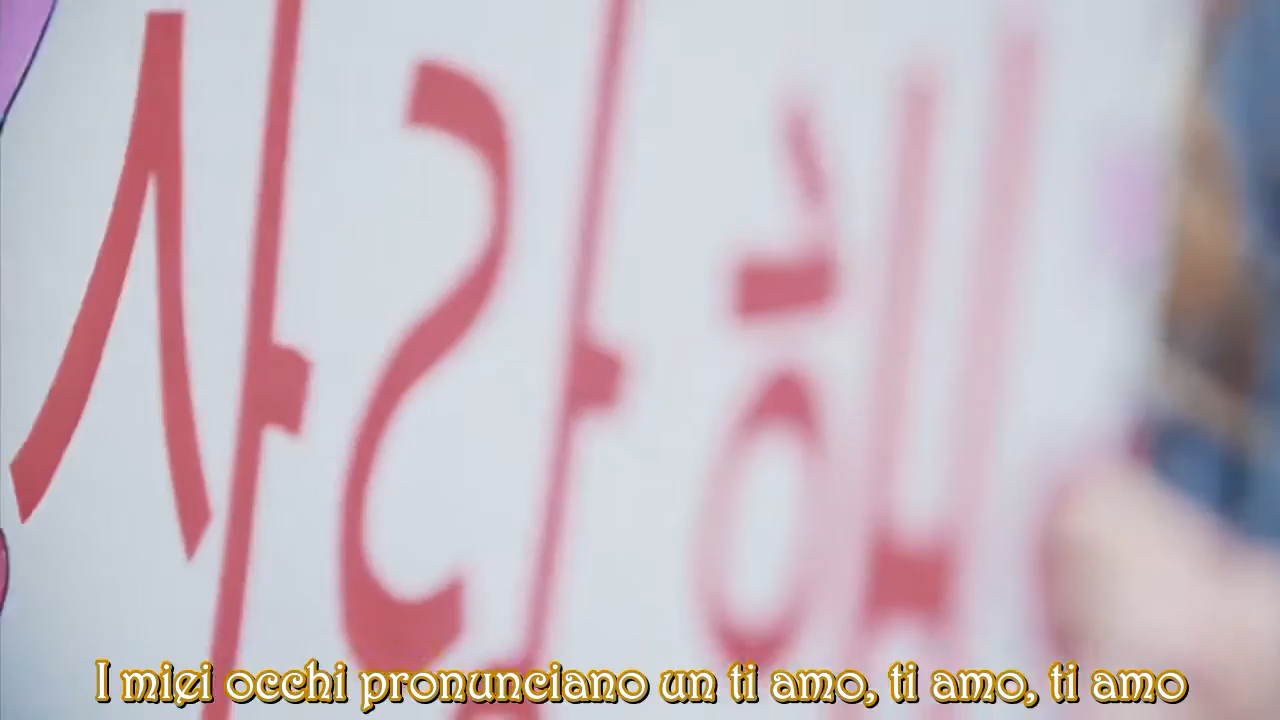 사랑해
I miei occhi pronunciano un ti amo, ti amo, ti amo